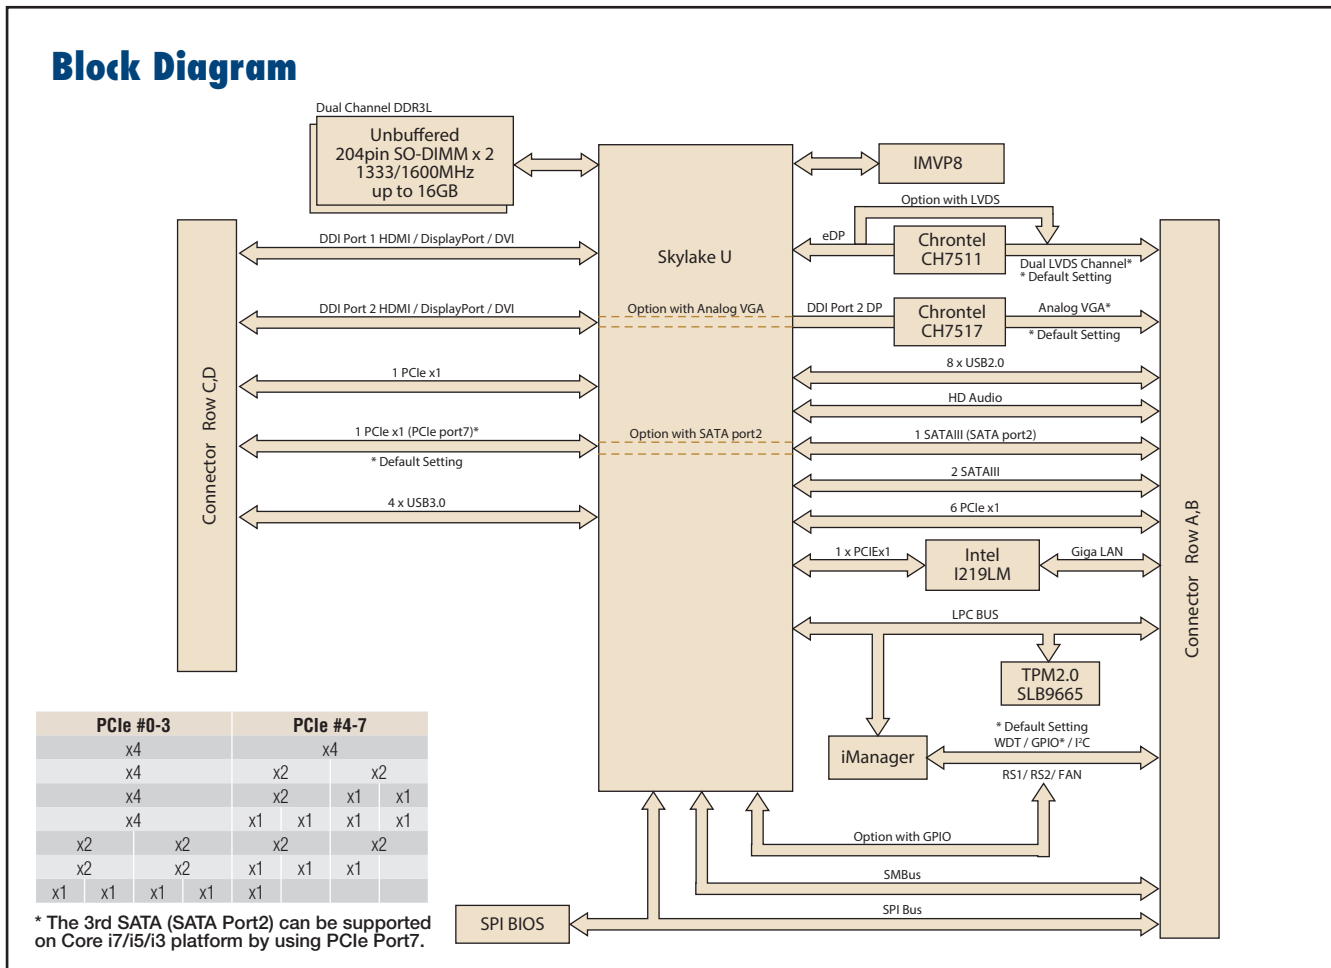 Block Diagram
Dual Channel DDR3L
Unbuffered
204pin SO-DIMM x 2
1333/1600MHz
up to 16GB
IMVP8
Option with LVDS
eDP
Chrontel
CH7511
Dual LVDS Channel*
* Default Setting
DDI Port 1 HDMI / DisplayPort / DVI
Skylake U
DDI Port 2 HDMI / DisplayPort / DVI
Option with Analog VGA
DDI Port 2 DP
Chrontel
CH7517
Analog VGA*
* Default Setting
8 x USB2.0
1 PCIe x1
HD Audio
1 PCIe x1 (PCIe port7)*
* Default Setting
Option with SATA port2
1 SATAIII (SATA port2)
2 SATAIII
4 x USB3.0
6 PCIe x1
1 x PCIEx1
Intel
I219LM
Giga LAN
Connector Row C,D
Connector Row A,B
LPC BUS
TPM2.0
SLB9665
* Default Setting
WDT / GPIO* / I²C
iManager
RS1/ RS2/ FAN
Option with GPIO
SMBus
SPI Bus
SPI BIOS
PCIe #0-3 PCIe #4-7
x4 x4
x4 x2 x2
x4 x2 x1 x1
x4 x1 x1 x1 x1
x2 x2 x2 x2
x2 x2 x1 x1 x1
x1 x1 x1 x1 x1
* The 3rd SATA (SATA Port2) can be supported
on Core i7/i5/i3 platform by using PCIe Port7.